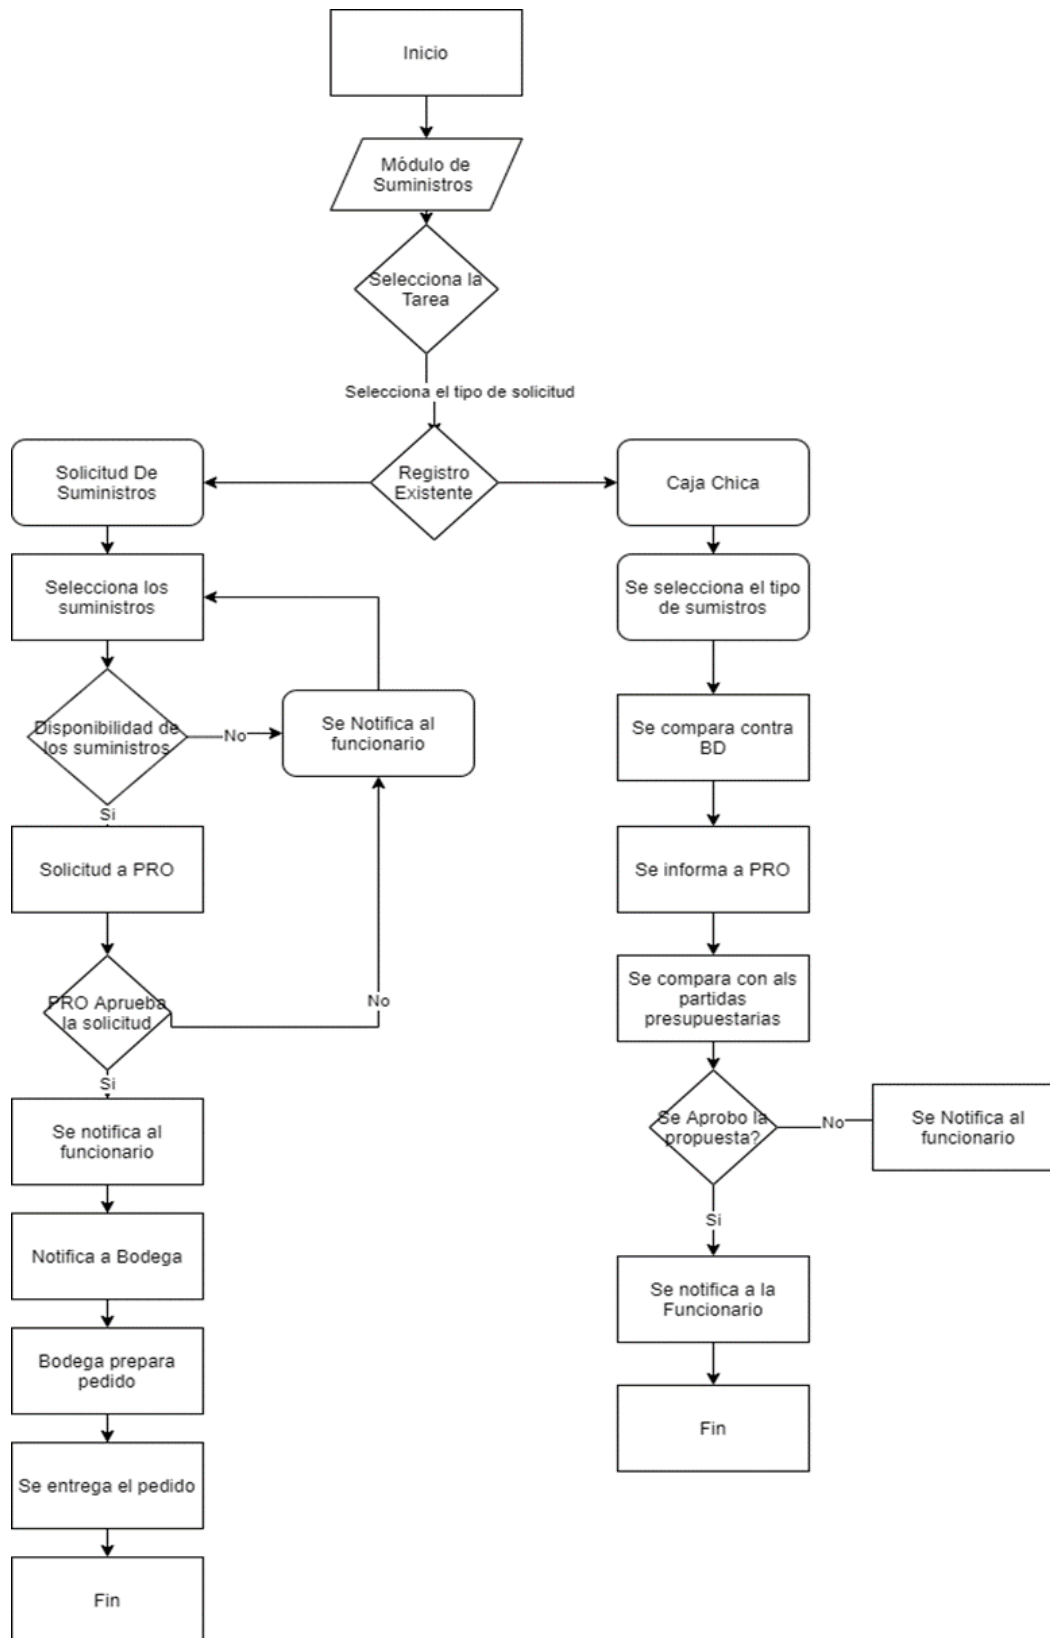 Inicio
Módulo de
Suministros
Selecciona la
Tarea
Selecciona el tipo de solicitud
Registro
Existente
Solicitud De
Suministros
Caja Chica
Selecciona los
suministros
Se selecciona el tipo
de sumistros
Disponibilidad de
los suministros
No
Se Notifica al
funcionario
Se compara contra
BD
Si
Solicitud a PRO
Se informa a PRO
PRO Aprueba
la solicitud
No
Se compara con als
partidas
presupuestarias
Si
Se notifica al
funcionario
Se Aprobo la
propuesta?
No
Se Notifica al
funcionario
Si
Notifica a Bodega
Se notifica a la
Funcionario
Bodega prepara
pedido
Fin
Se entrega el pedido
Fin